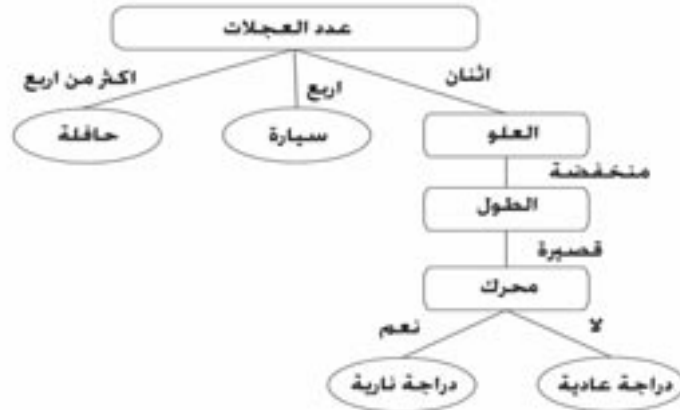 عدد العجلات
اثنان
اربع
اكثر من اربع
العلو
سيارة
حافلة
منخفضة
الطول
قصيرة
محرك
لا
نعم
دراجة عادية
دراجة نارية